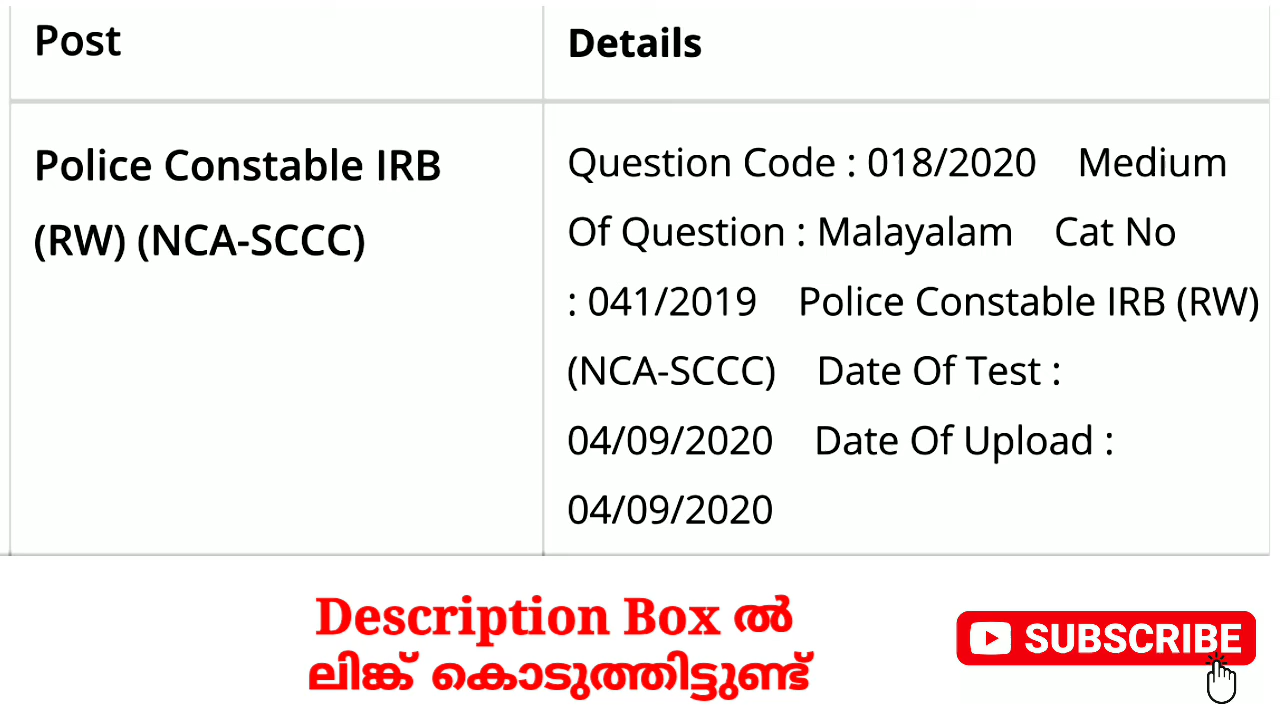 Post
Details
Police Constable IRB
(RW) (NCA-SCCC)
Question Code : 018/2020 Medium
Of Question : Malayalam Cat No
: 041/2019 Police Constable IRB (RW)
(NCA-SCCC) Date Of Test :
04/09/2020 Date Of Upload :
04/09/2020
Description Box ൽ
ലിങ്ക് കൊടുത്തിട്ടുണ്ട്
SUBSCRIBE